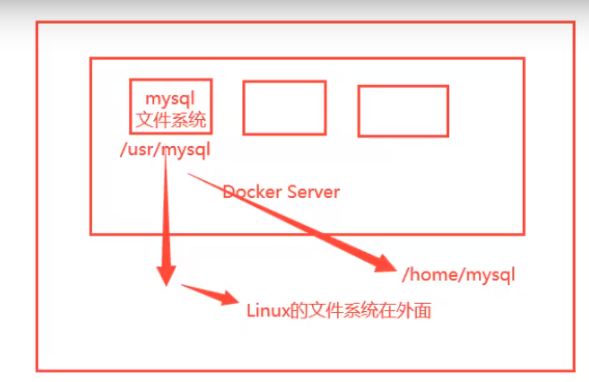 mysql
文件系统
/usr/mysql
Docker Server
/home/mysql
Linux的文件系统在外面